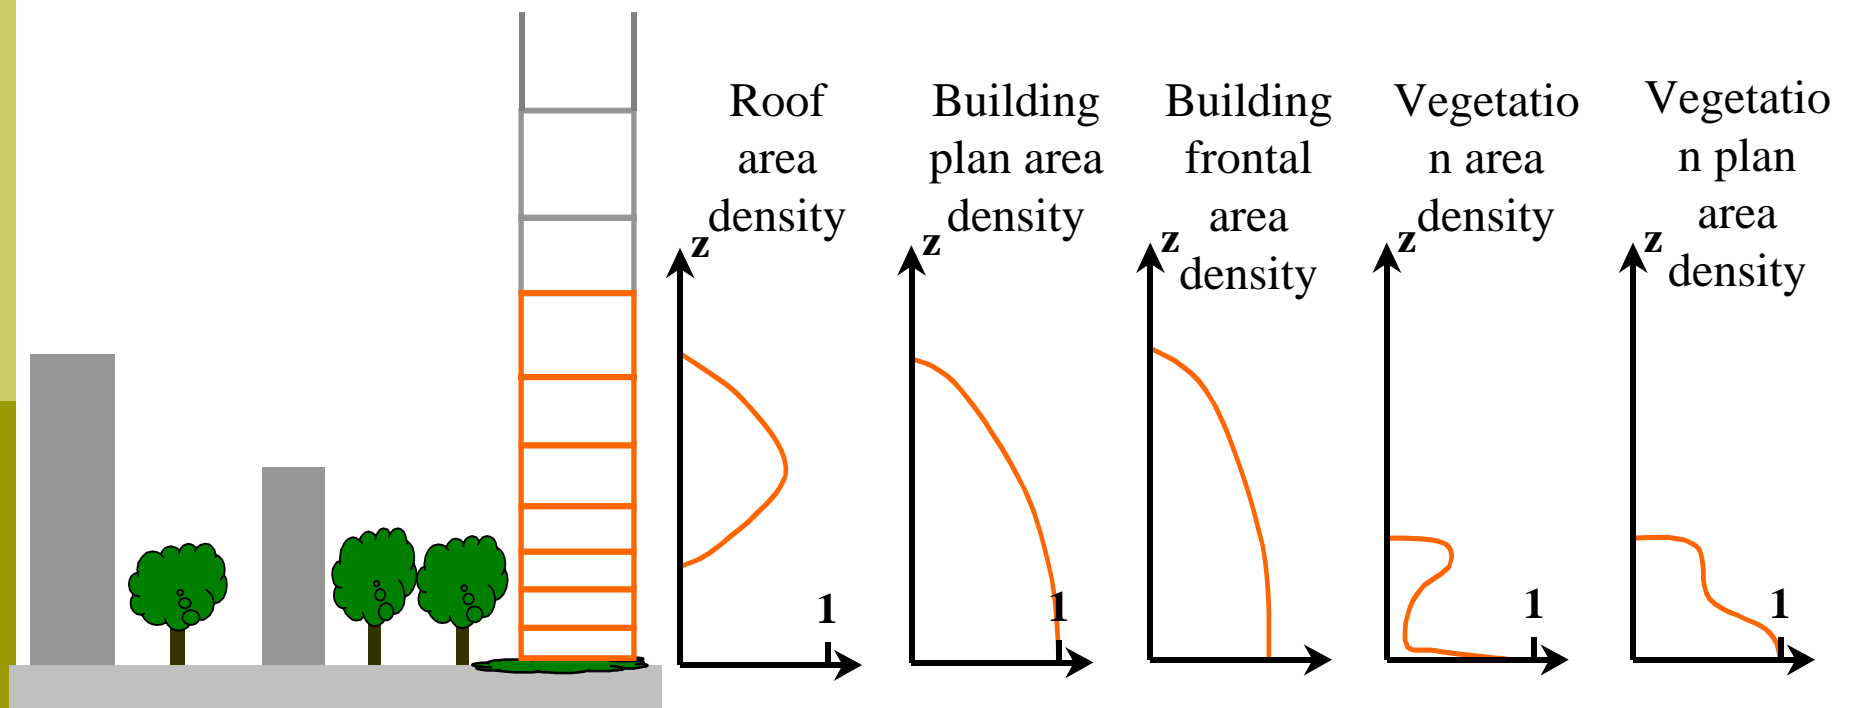 Roof
area
density
z
1
Building
plan area
density
z
1
Building
frontal
area
density
z
Vegetatio
n area
density
z
1
Vegetatio
n plan
area
density
z
1